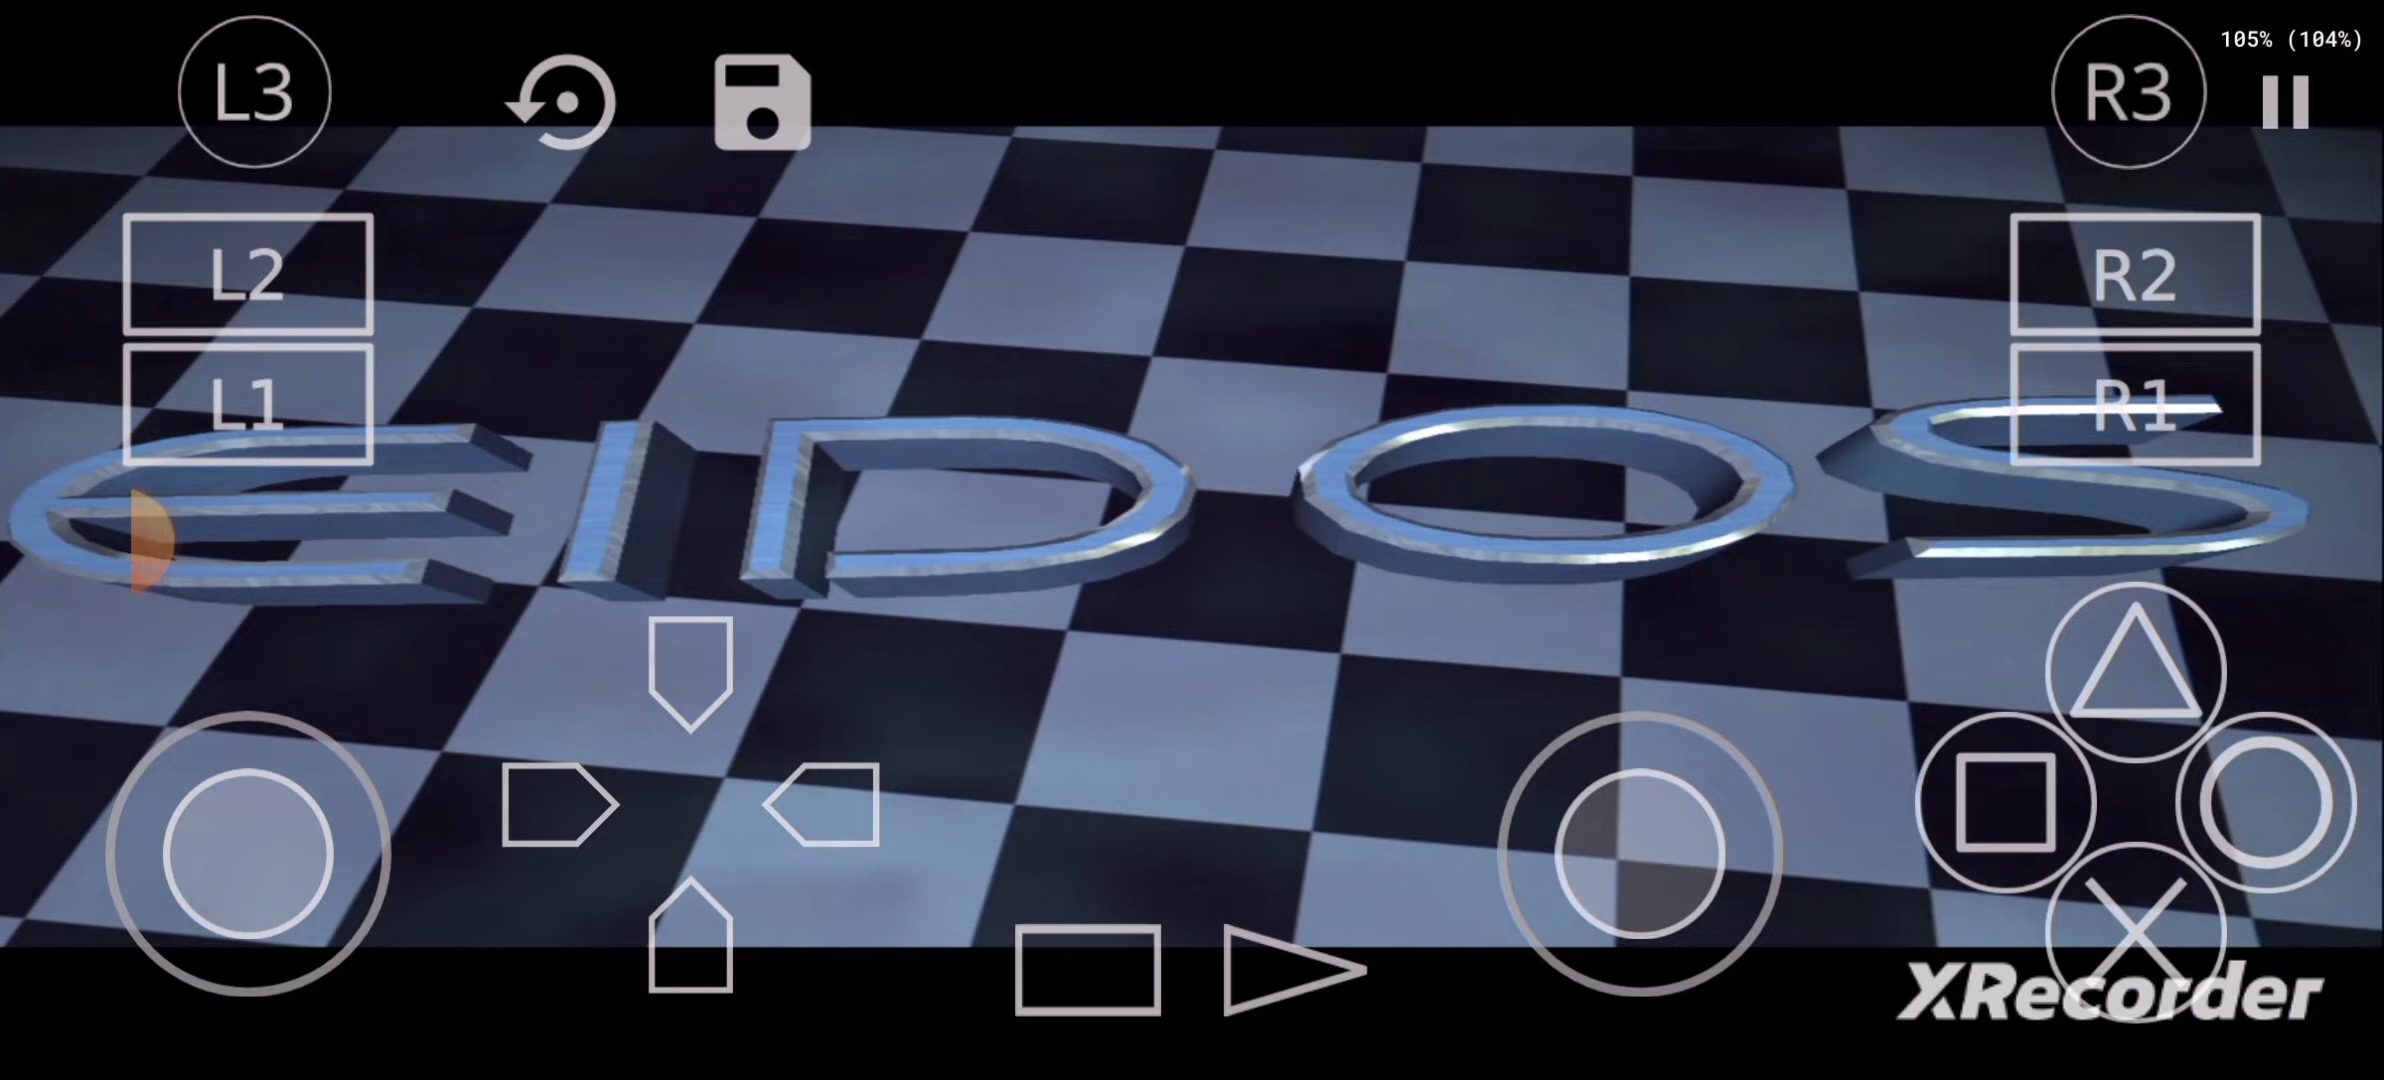 L3
R3
105% (104%)
L2
R2
L1
R1
EIDOS
XRecorder